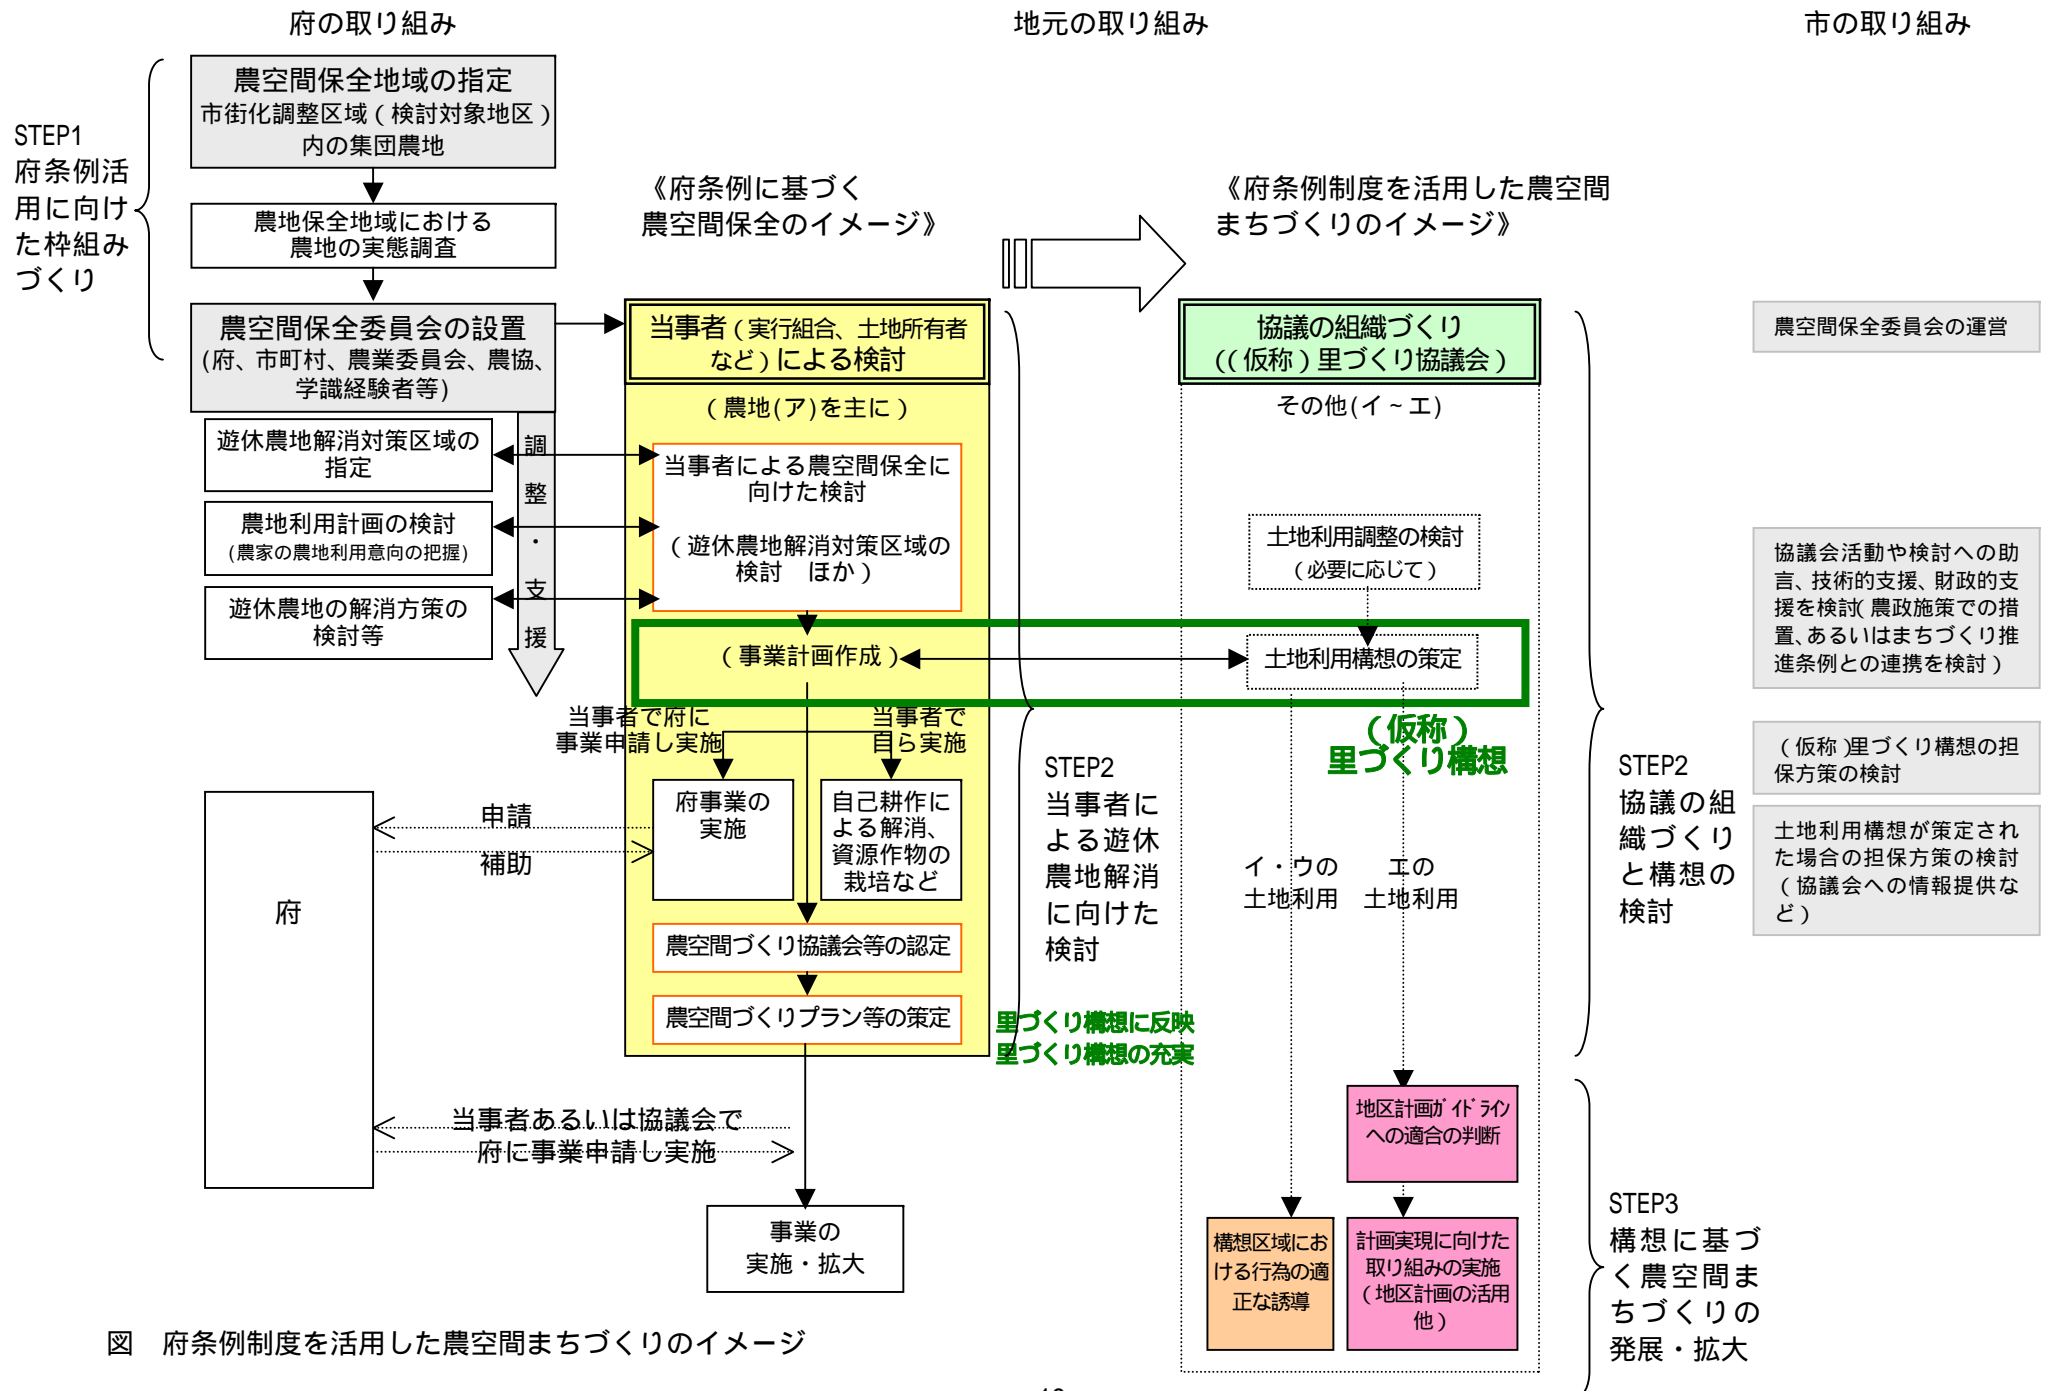 府の取り組み
地元の取り組み
市の取り組み
STEP1
府条例活
用に向け
た枠組み
づくり
農空間保全地域の指定
市街化調整区域(検討対象地区)
内の集団農地
農地保全地域における
農地の実態調査
農空間保全委員会の設置
(府、市町村、農業委員会、農協、
学識経験者等)
調
整
・
支
援
遊休農地解消対策区域の
指定
農地利用計画の検討
(農家の農地利用意向の把握)
遊休農地の解消方策の
検討等
《府条例に基づく
農空間保全のイメージ》
《府条例制度を活用した農空間
まちづくりのイメージ》
当事者(実行組合、土地所有者
など)による検討
(農地(ア)を主に)
当事者による農空間保全に
向けた検討
(遊休農地解消対策区域の
検討 ほか)
(事業計画作成)
当事者で府に
事業申請し実施
当事者で
自ら実施
府事業の
実施
自己耕作に
よる解消、
資源作物の
栽培など
申請
補助
府
農空間づくり協議会等の認定
農空間づくりプラン等の策定
当事者あるいは協議会で
府に事業申請し実施
事業の
実施・拡大
STEP2
当事者に
よる遊休
農地解消
に向けた
検討
里づくり構想に反映
里づくり構想の充実
協議の組織づくり
((仮称)里づくり協議会)
その他(イ~エ)
土地利用調整の検討
(必要に応じて)
土地利用構想の策定
(仮称)
里づくり構想
イ・ウの
土地利用
エの
土地利用
地区計画ガイドライン
への適合の判断
構想区域にお
ける行為の適
正な誘導
計画実現に向けた
取り組みの実施
(地区計画の活用
他)
STEP2
協議の組
織づくり
と構想の
検討
STEP3
構想に基づ
く農空間ま
ちづくりの
発展・拡大
農空間保全委員会の運営
協議会活動や検討への助
言、技術的支援、財政的支
援を検討(農政施策での措
置、あるいはまちづくり推
進条例との連携を検討)
(仮称)里づくり構想の担
保方策の検討
土地利用構想が策定され
た場合の担保方策の検討
(協議会への情報提供な
ど)
図 府条例制度を活用した農空間まちづくりのイメージ